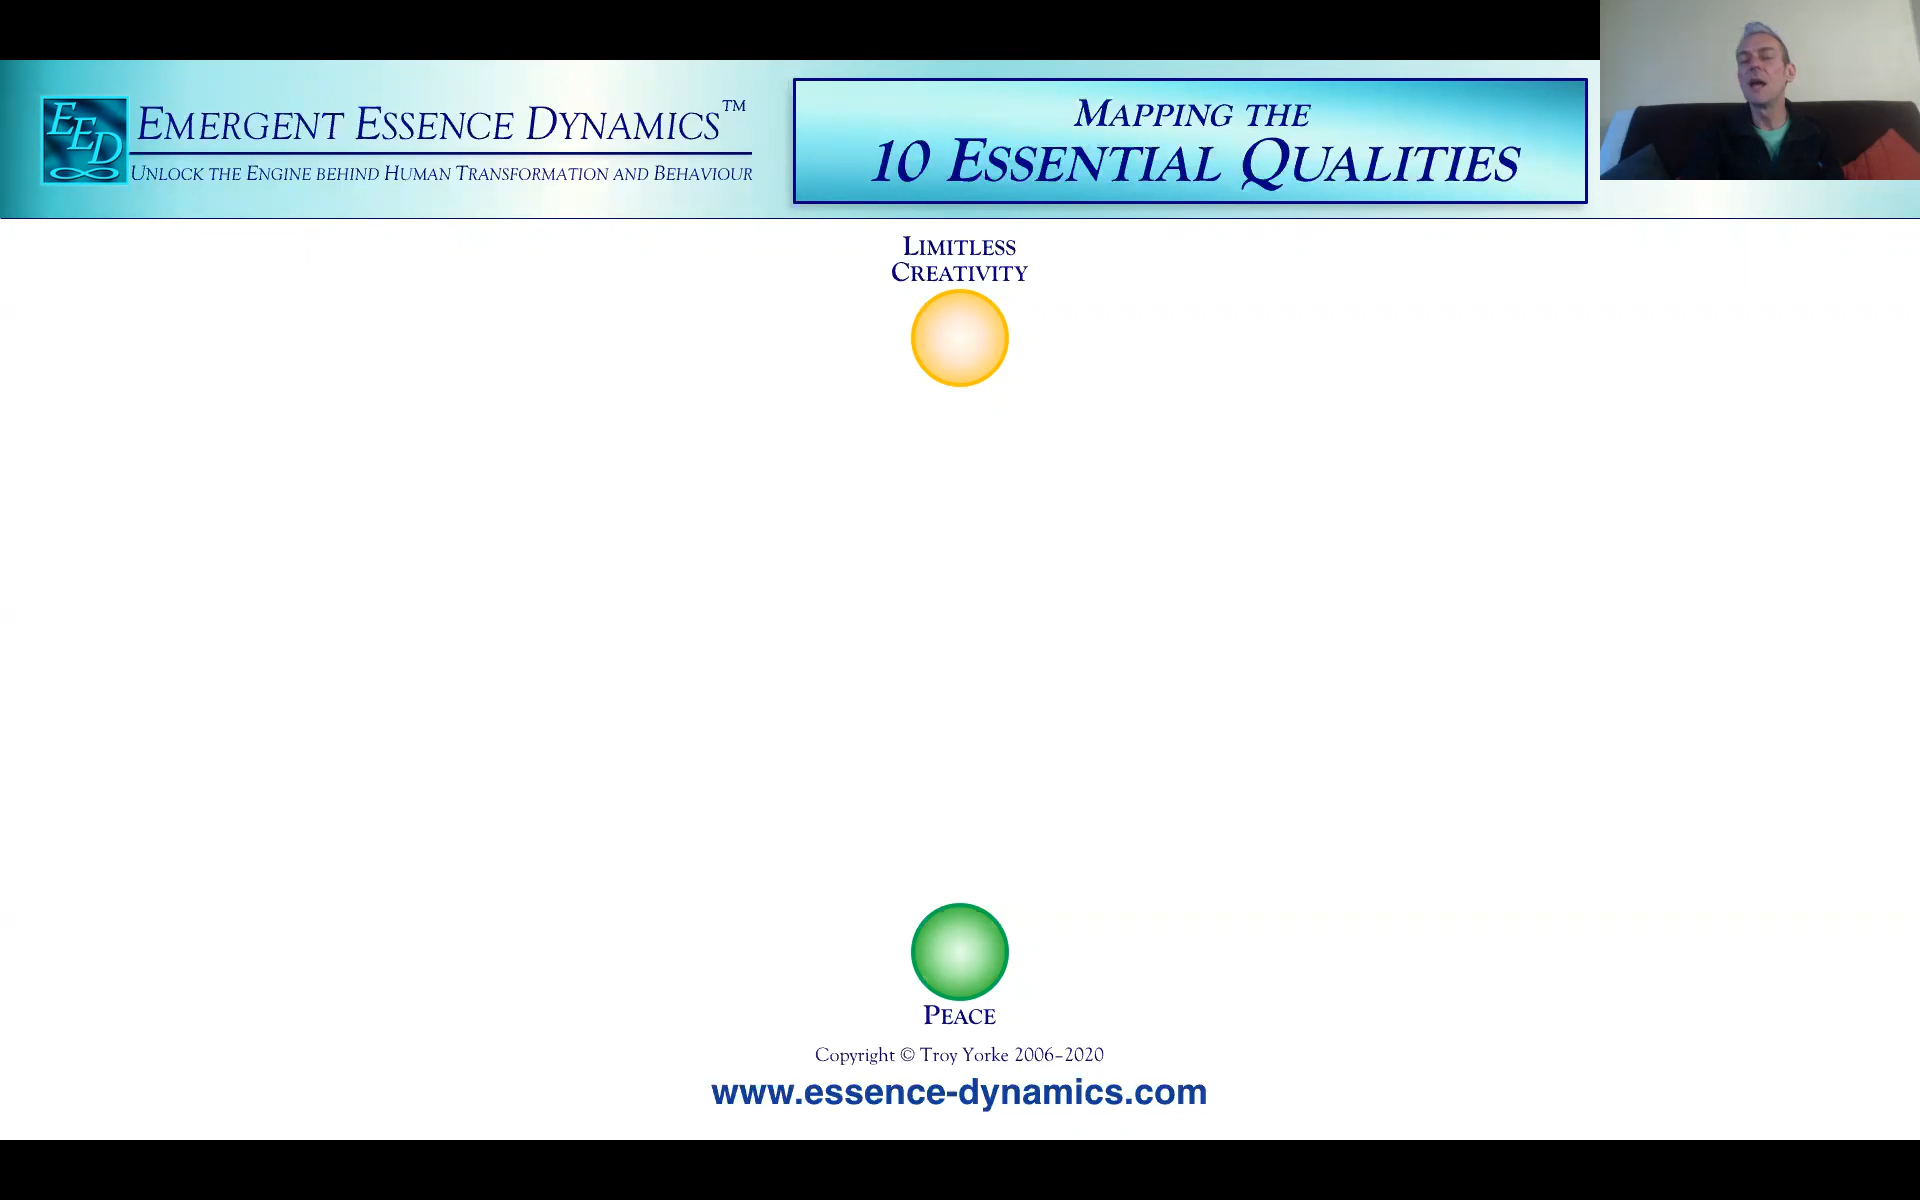 EED
EMERGENT ESSENCE DYNAMICS™
UNLOCK THE ENGINE BEHIND HUMAN TRANSFORMATION AND BEHAVIOUR
MAPPING THE
10 ESSENTIAL QUALITIES
LIMITLESS
CREATIVITY
PEACE
Copyright © Troy Yorke 2006–2020
www.essence-dynamics.com